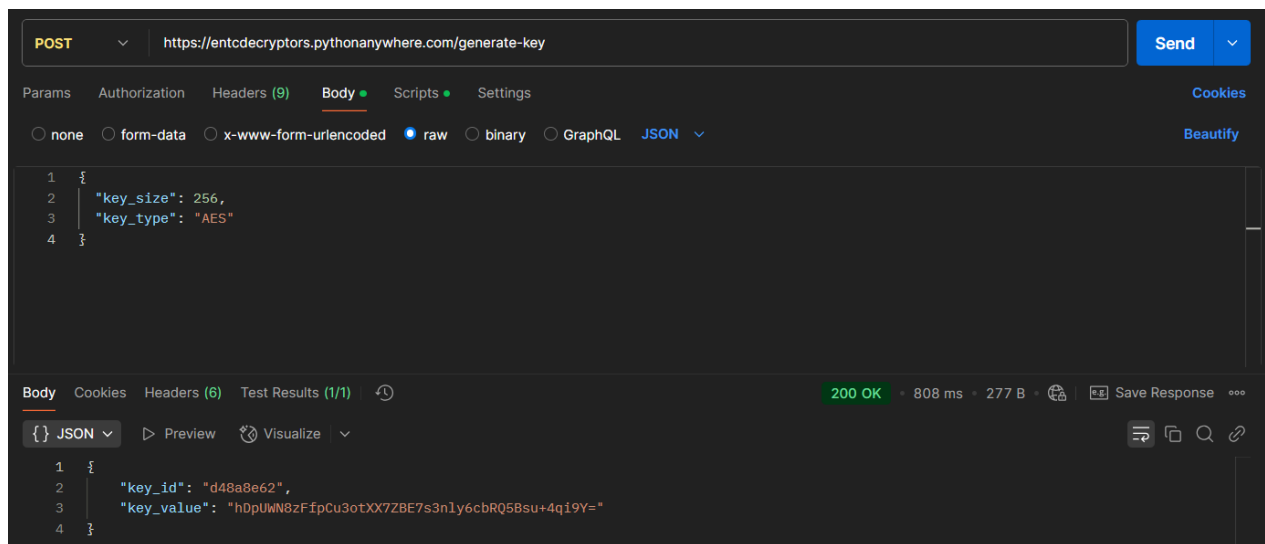 POST https://entcdecryptors.pythonanywhere.com/generate-key Send
Params Authorization Headers (9) Body Scripts Settings Cookies
none form-data x-www-form-urlencoded raw binary GraphQL JSON Beautify
1 {
2 "key_size": 256,
3 "key_type": "AES"
4 }
Body Cookies Headers (6) Test Results (1/1) 200 OK • 808 ms • 277 B • e.g. Save Response
{} JSON Preview Visualize
1 {
2 "key_id": "d48a8e62",
3 "key_value": "hDpUWN8zFfpCu3otXX7ZBE7s3nly6cbRQ5Bsu+4qi9Y="
4 }